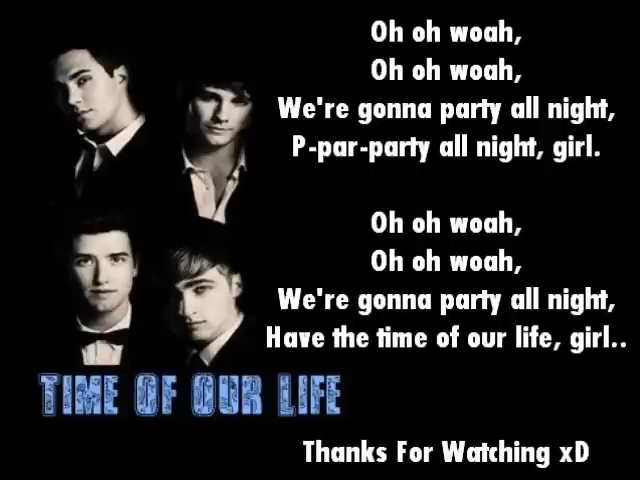 Oh oh woah,
Oh oh woah,
We're gonna party all night,
P-par-party all night, girl.
Oh oh woah,
Oh oh woah,
We're gonna party all night,
Have the time of our life, girl..
TIME OF OUR LIFE
Thanks For Watching xD